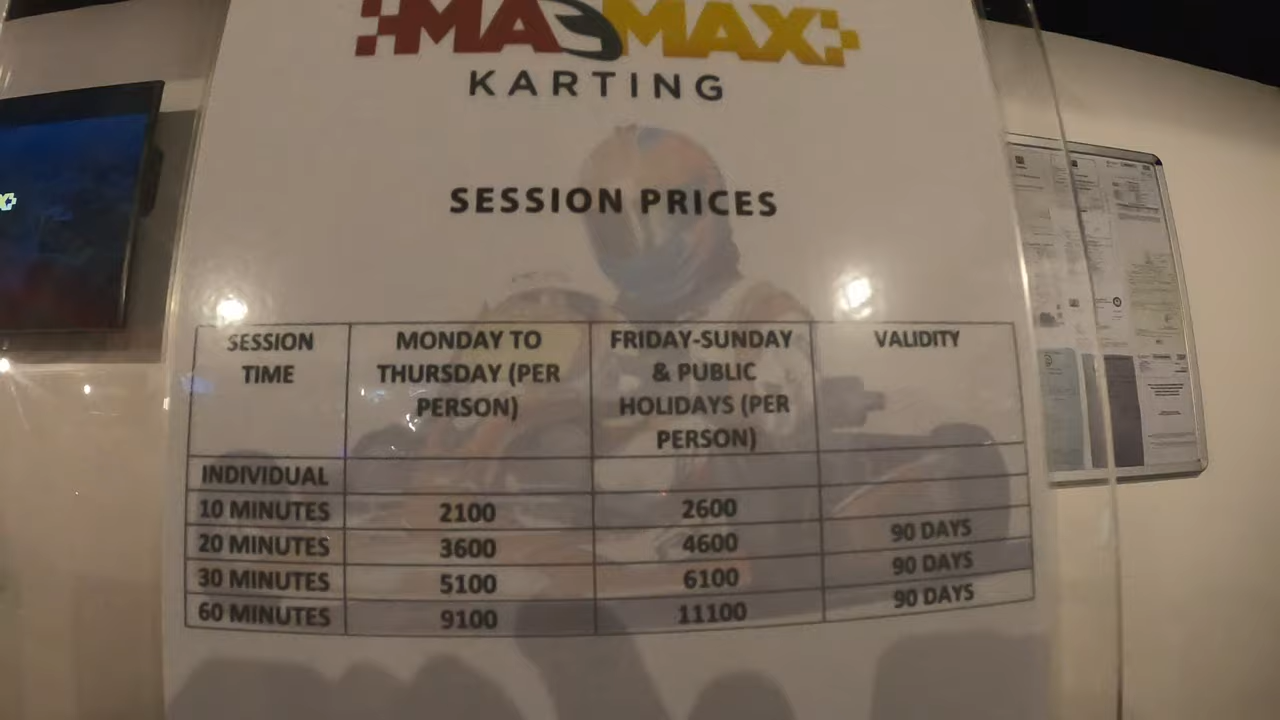 MADMAX
KARTING
SESSION PRICES
SESSION TIME | MONDAY TO THURSDAY (PER PERSON) | FRIDAY-SUNDAY & PUBLIC HOLIDAYS (PER PERSON) | VALIDITY
INDIVIDUAL
10 MINUTES | 2100 | 2600
20 MINUTES | 3600 | 4600 | 90 DAYS
30 MINUTES | 5100 | 6100 | 90 DAYS
60 MINUTES | 9100 | 11100 | 90 DAYS